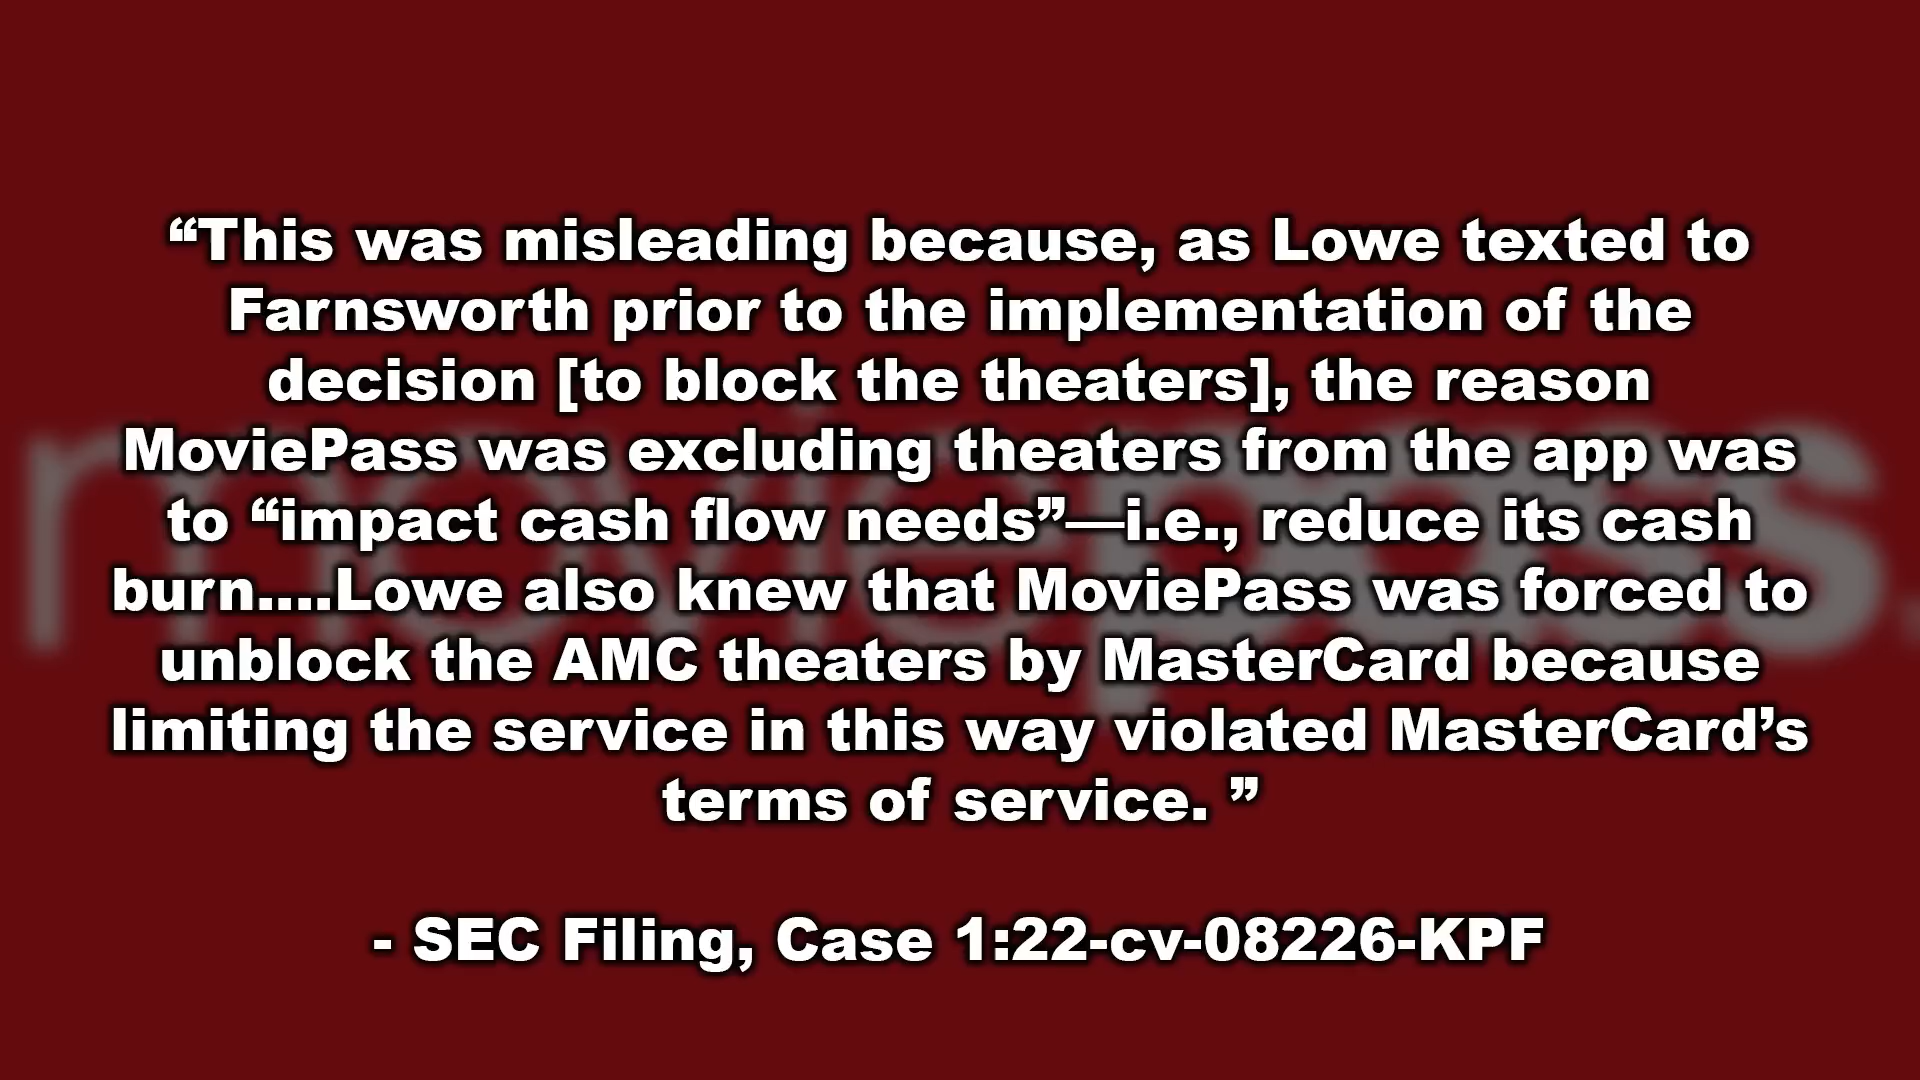 “This was misleading because, as Lowe texted to
Farnsworth prior to the implementation of the
decision [to block the theaters], the reason
MoviePass was excluding theaters from the app was
to “impact cash flow needs”—i.e., reduce its cash
burn....Lowe also knew that MoviePass was forced to
unblock the AMC theaters by MasterCard because
limiting the service in this way violated MasterCard’s
terms of service. ”
- SEC Filing, Case 1:22-cv-08226-KPF
moviepass.